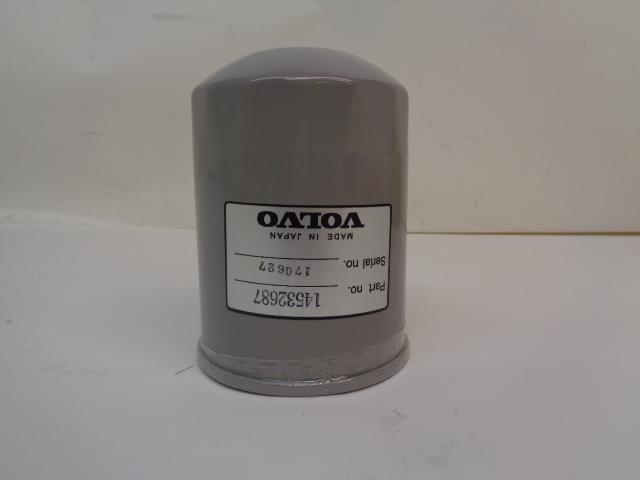 Part no. 14532687
Serial no. 170627
MADE IN JAPAN
VOLVO